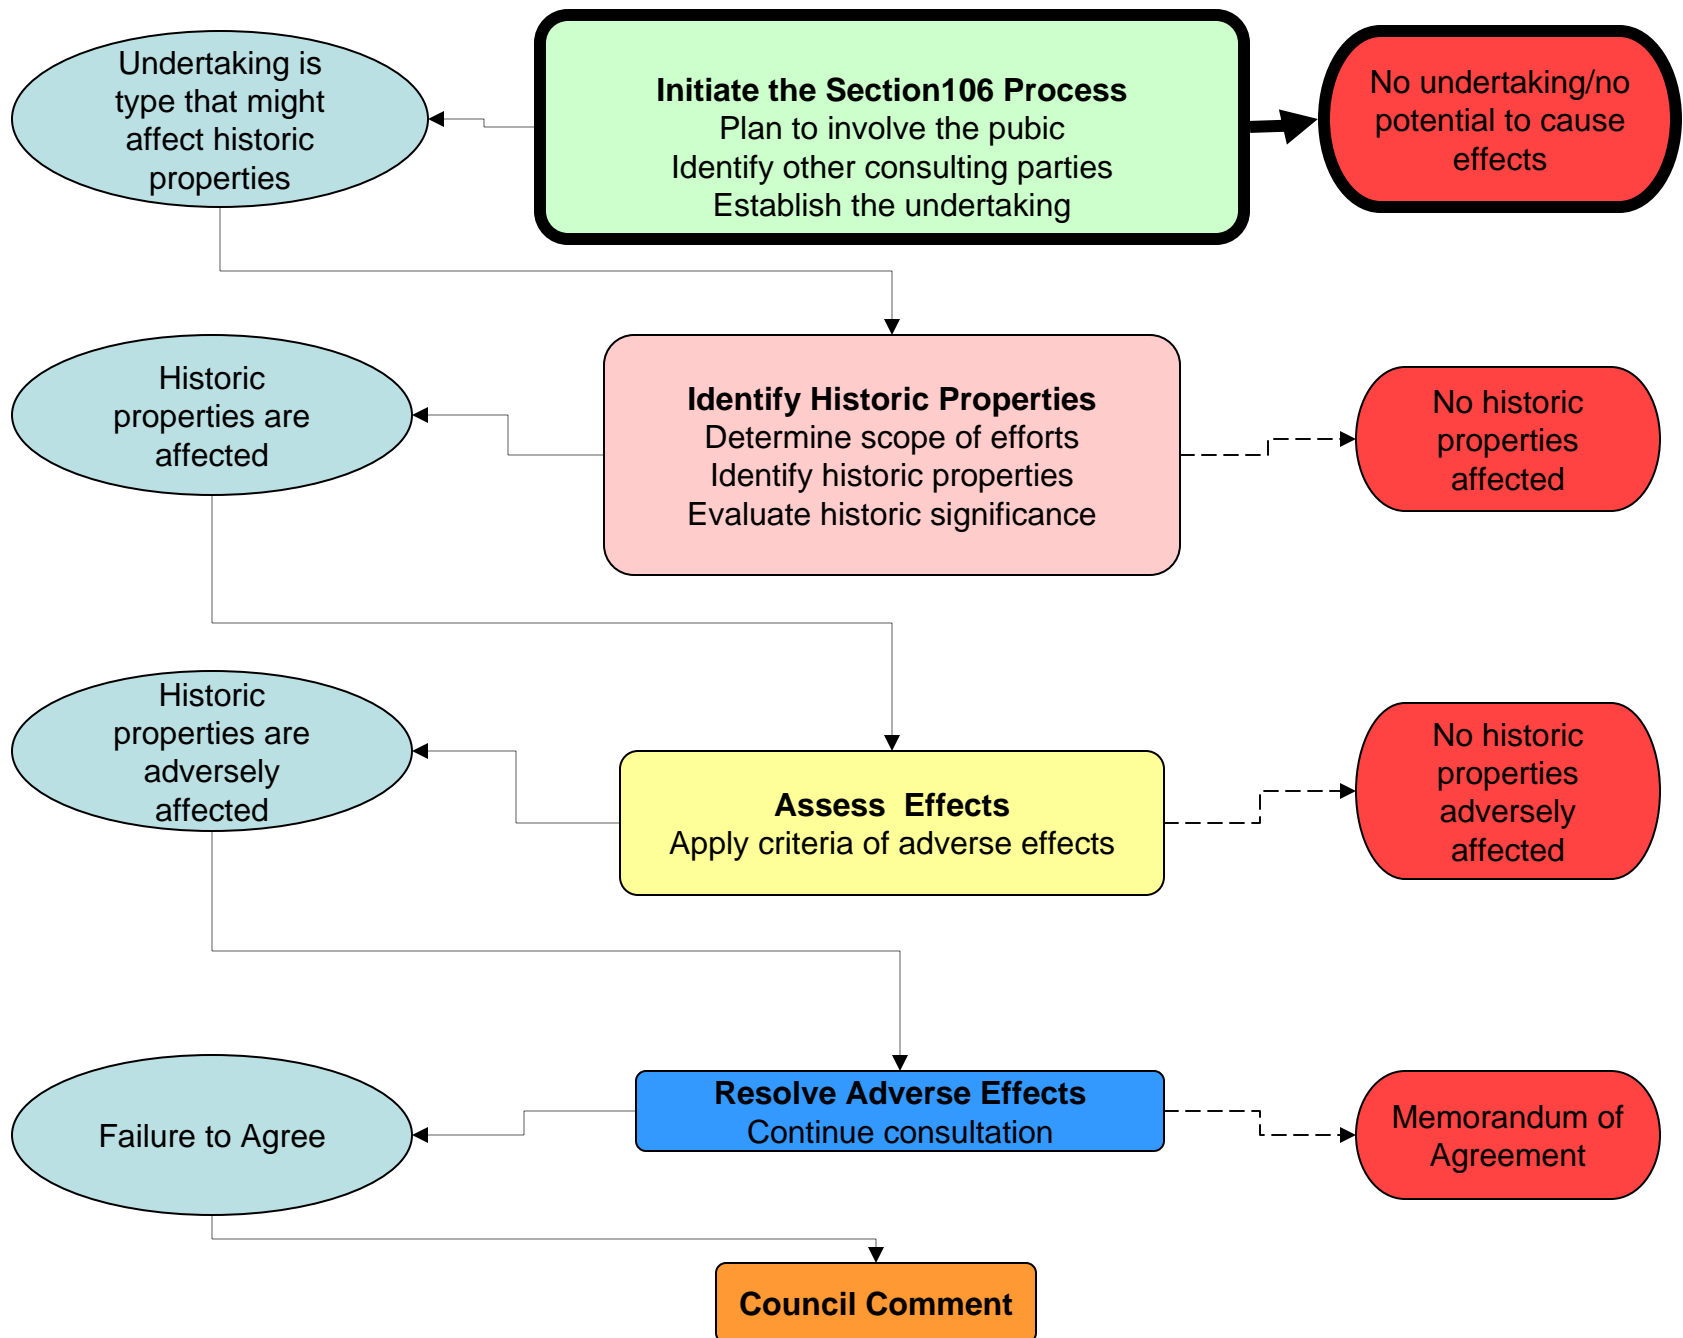 Undertaking is
type that might
affect historic
properties
Initiate the Section106 Process
Plan to involve the pubic
Identify other consulting parties
Establish the undertaking
No undertaking/no
potential to cause
effects
Historic
properties are
affected
Identify Historic Properties
Determine scope of efforts
Identify historic properties
Evaluate historic significance
No historic
properties
affected
Historic
properties are
adversely
affected
Assess  Effects
Apply criteria of adverse effects
No historic
properties
adversely
affected
Failure to Agree
Resolve Adverse Effects
Continue consultation
Memorandum of
Agreement
Council Comment